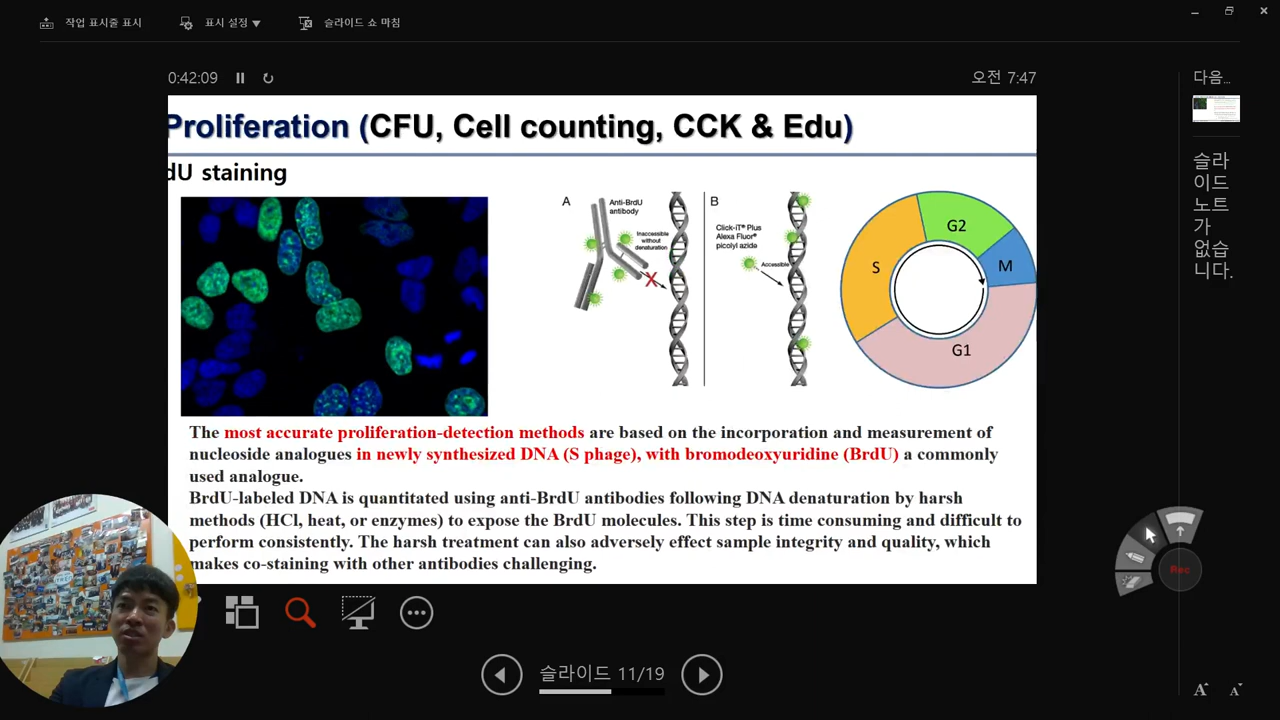 작업 표시줄 표시
표시 설정 ▼
슬라이드 쇼 마침
0:42:09
오전 7:47
다음...
Proliferation (CFU, Cell counting, CCK & Edu)
dU staining
A
Anti-BrdU
antibody
Inaccessible
without
denaturation
B
Click-iT® Plus
Alexa Fluor®
picolyl azide
Accessible
G2
M
S
G1
The most accurate proliferation-detection methods are based on the incorporation and measurement of
nucleoside analogues in newly synthesized DNA (S phage), with bromodeoxyuridine (BrdU) a commonly
used analogue.
BrdU-labeled DNA is quantitated using anti-BrdU antibodies following DNA denaturation by harsh
methods (HCl, heat, or enzymes) to expose the BrdU molecules. This step is time consuming and difficult to
perform consistently. The harsh treatment can also adversely effect sample integrity and quality, which
makes co-staining with other antibodies challenging.
슬라
이드
노트
가
없습
니다.
Rec
슬라이드 11/19
A
A